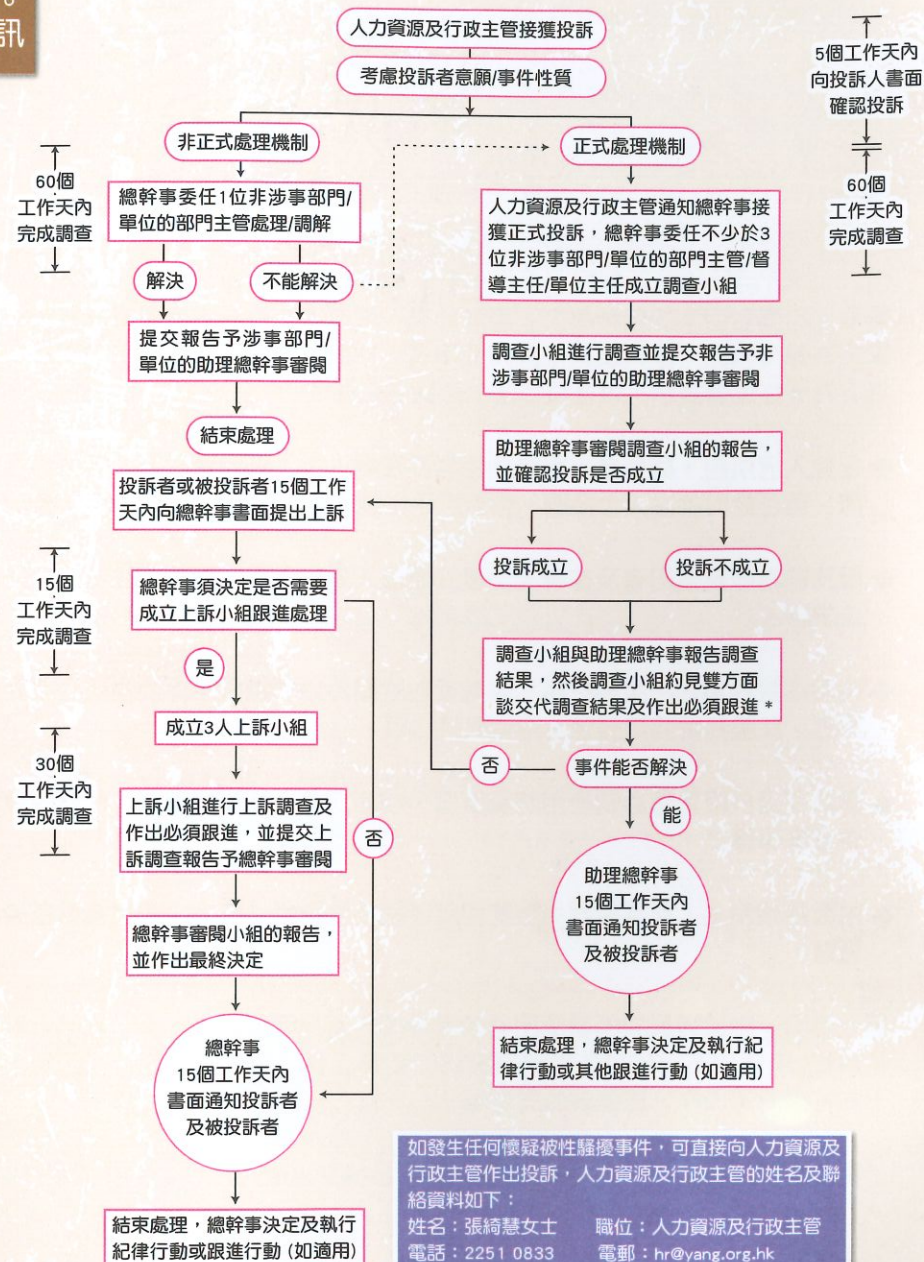 訊
人力資源及行政主管接獲投訴
考慮投訴者意願/事件性質
5個工作天內
向投訴人書面
確認投訴
非正式處理機制
正式處理機制
60個
工作天內
完成調查
總幹事委任1位非涉事部門/
單位的部門主管處理/調解
解決
不能解決
提交報告予涉事部門/
單位的助理總幹事審閱
結束處理
60個
工作天內
完成調查
人力資源及行政主管通知總幹事接
獲正式投訴，總幹事委任不少於3
位非涉事部門/單位的部門主管/督
導主任/單位主任成立調查小組
調查小組進行調查並提交報告予非
涉事部門/單位的助理總幹事審閱
助理總幹事審閱調查小組的報告，
並確認投訴是否成立
投訴成立
投訴不成立
調查小組與助理總幹事報告調查
結果，然後調查小組約見雙方面
談交代調查結果及作出必須跟進 *
事件能否解決
否
能
助理總幹事
15個工作天內
書面通知投訴者
及被投訴者
結束處理，總幹事決定及執行紀
律行動或其他跟進行動 (如適用)
投訴者或被投訴者15個工作
天內向總幹事書面提出上訴
15個
工作天內
完成調查
總幹事須決定是否需要
成立上訴小組跟進處理
是
否
成立3人上訴小組
30個
工作天內
完成調查
上訴小組進行上訴調查及
作出必須跟進，並提交上
訴調查報告予總幹事審閱
總幹事審閱小組的報告，
並作出最終決定
總幹事
15個工作天內
書面通知投訴者
及被投訴者
結束處理，總幹事決定及執行
紀律行動或跟進行動 (如適用)
如發生任何懷疑被性騷擾事件，可直接向人力資源及
行政主管作出投訴，人力資源及行政主管的姓名及聯
絡資料如下：
姓名：張綺慧女士 職位：人力資源及行政主管
電話：2251 0833 電郵：hr@yang.org.hk